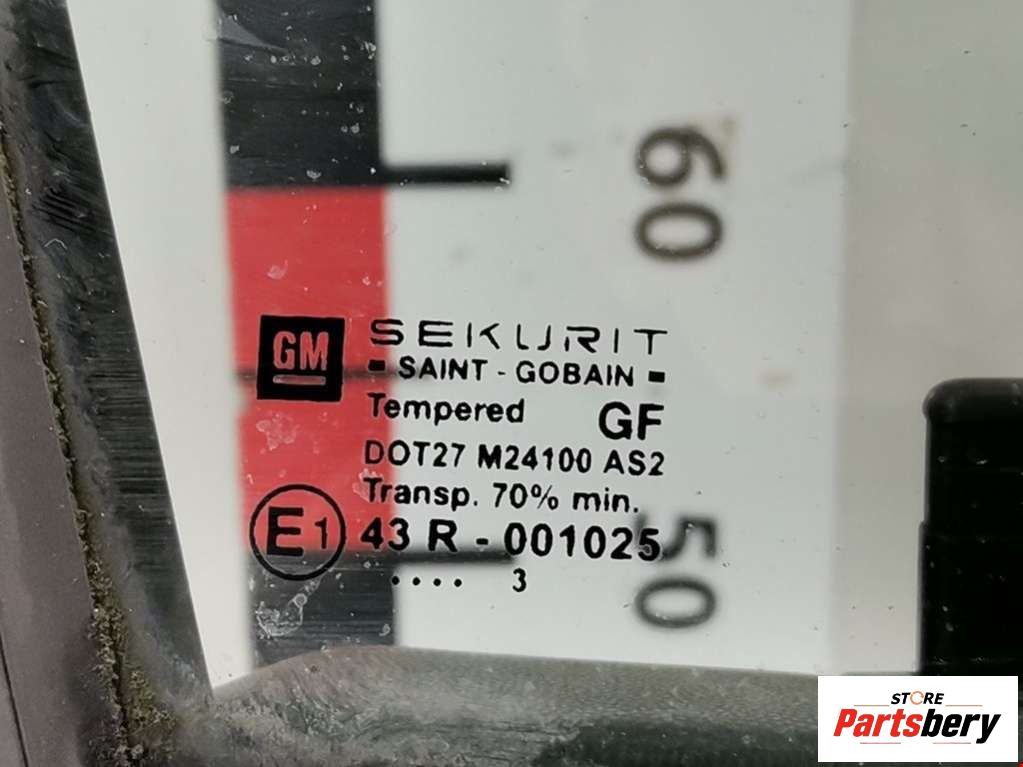 60
GM
SEKURIT
SAINT - GOBAIN
Tempered GF
DOT27 M24100 AS2
Transp. 70% min.
E1 43 R - 001025
.... 3
50
STORE
Partsbery